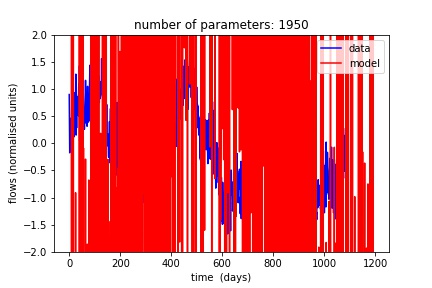 number of parameters: 1950
data
model
flows (normalised units)
2.0
1.5
1.0
0.5
0.0
−0.5
−1.0
−1.5
−2.0
0 200 400 600 800 1000 1200
time (days)